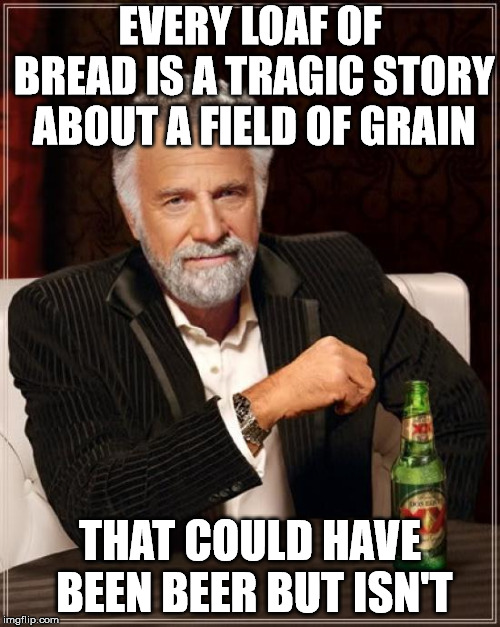 EVERY LOAF OF
BREAD IS A TRAGIC STORY
ABOUT A FIELD OF GRAIN
XX
THAT COULD HAVE
BEEN BEER BUT ISN'T
imgflip.com